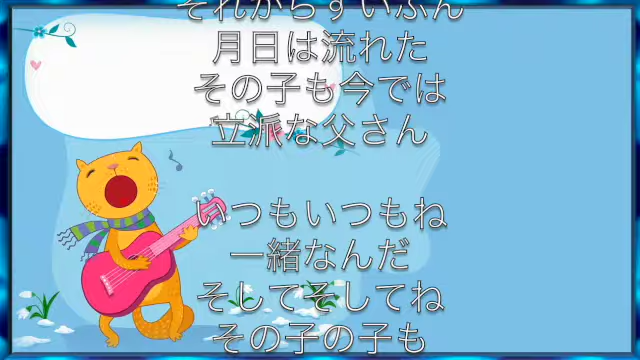 それからずいぶん
月日は流れた
その子も今では
立派な父さん
いつもいつもね
一緒なんだ
そしてそしてね
その子の子も